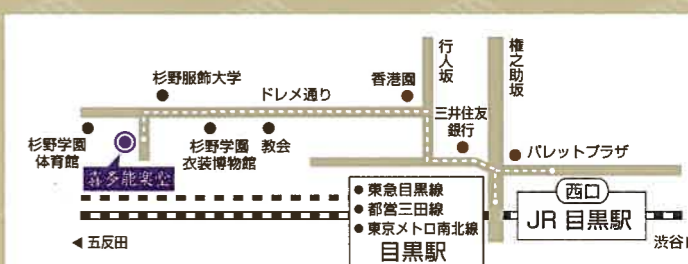 行人坂
権之助坂
杉野服飾大学
ドレメ通り
香港園
三井住友
銀行
杉野学園
体育館
杉野学園
衣装博物館
教会
パレットプラザ
喜多能楽堂
● 東急目黒線
● 都営三田線
● 東京メトロ南北線
目黒駅
西口
JR 目黒駅
◀ 五反田
渋谷